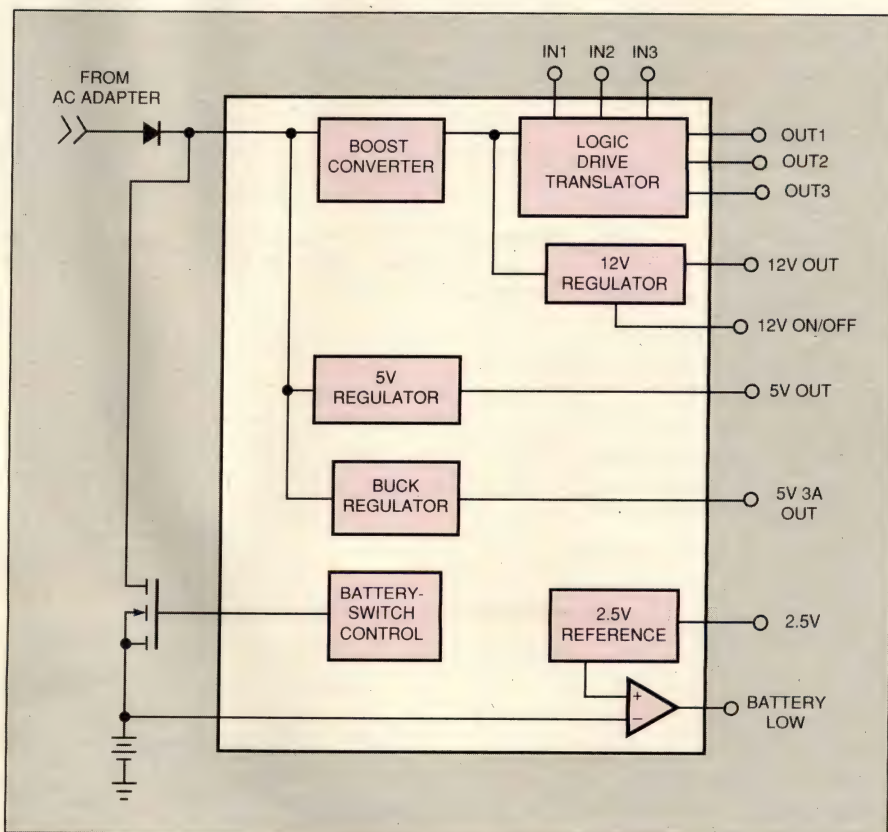 IN1 IN2 IN3
FROM
AC ADAPTER
BOOST
CONVERTER
LOGIC
DRIVE
TRANSLATOR
OUT1
OUT2
OUT3
12V
REGULATOR
12V OUT
12V ON/OFF
5V
REGULATOR
5V OUT
BUCK
REGULATOR
5V 3A
OUT
BATTERY-
SWITCH
CONTROL
2.5V
REFERENCE
2.5V
+
−
BATTERY
LOW